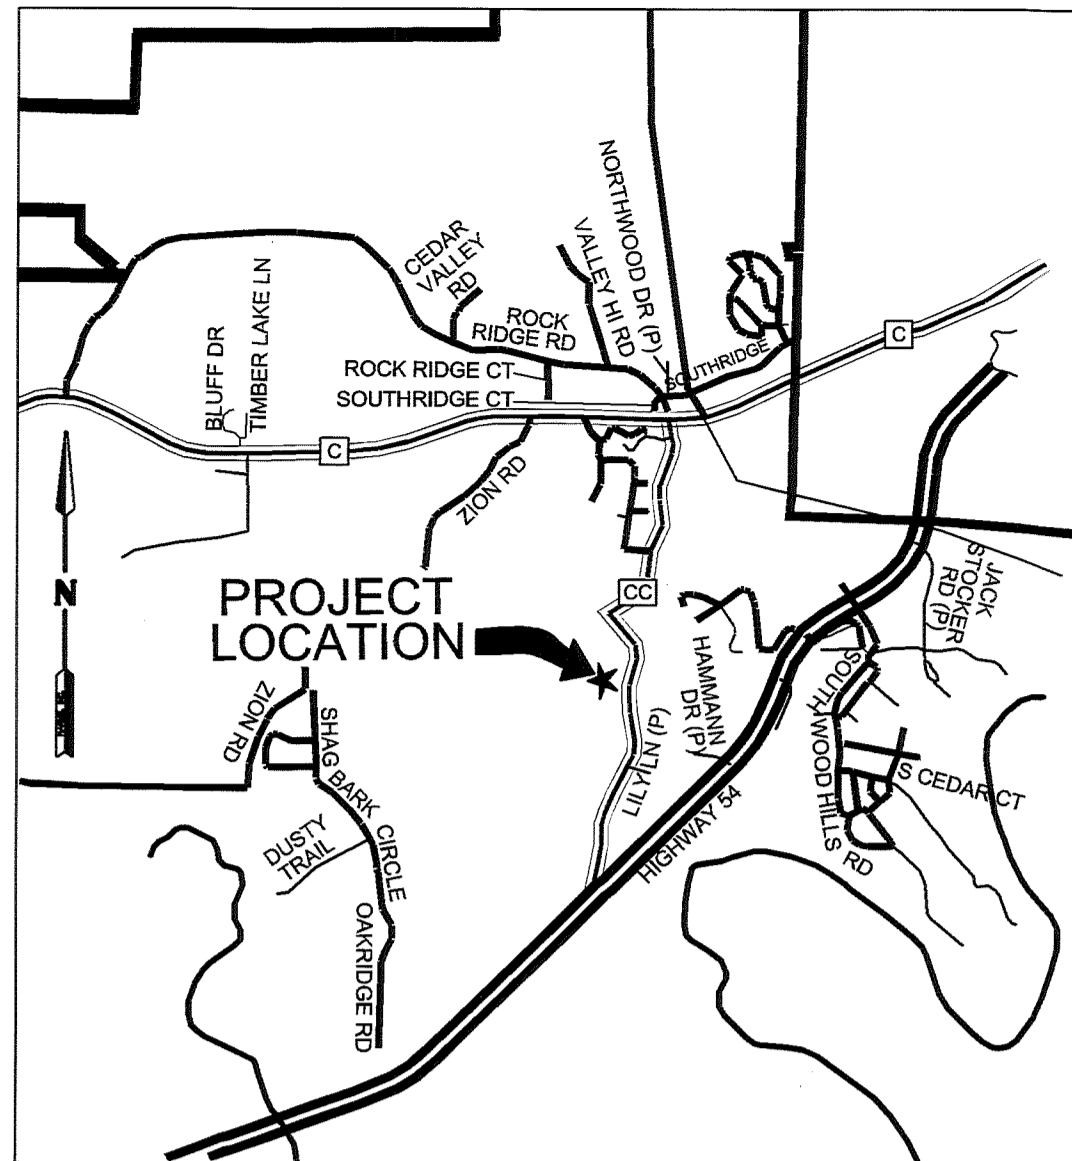 NORTHWOOD DR (P)
VALLEY HI RD
CEDAR
VALLEY
RD
BLUFF DR
TIMBER LAKE LN
ROCK
RIDGE RD
ROCK RIDGE CT
SOUTHRIDGE CT
SOUTHRIDGE
C
C
ZION RD
N
PROJECT
LOCATION
CC
JACK
STOCKER
RD (P)
HAMMANN
DR (P)
SOUTHWOOD HILLS RD
LILY LN (P)
ZION RD
SHAG BARK CIRCLE
S CEDAR CT
HIGHWAY 54
DUSTY
TRAIL
OAKRIDGE RD